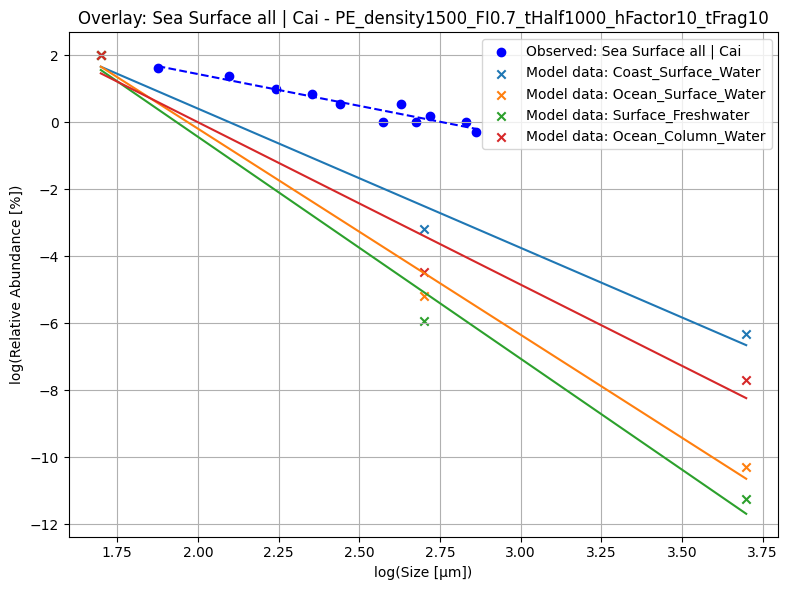 Overlay: Sea Surface all | Cai - PE_density1500_FI0.7_tHalf1000_hFactor10_tFrag10
Observed: Sea Surface all | Cai
Model data: Coast_Surface_Water
Model data: Ocean_Surface_Water
Model data: Surface_Freshwater
Model data: Ocean_Column_Water
log(Relative Abundance [%])
2
0
−2
−4
−6
−8
−10
−12
1.75
2.00
2.25
2.50
2.75
3.00
3.25
3.50
3.75
log(Size [μm])